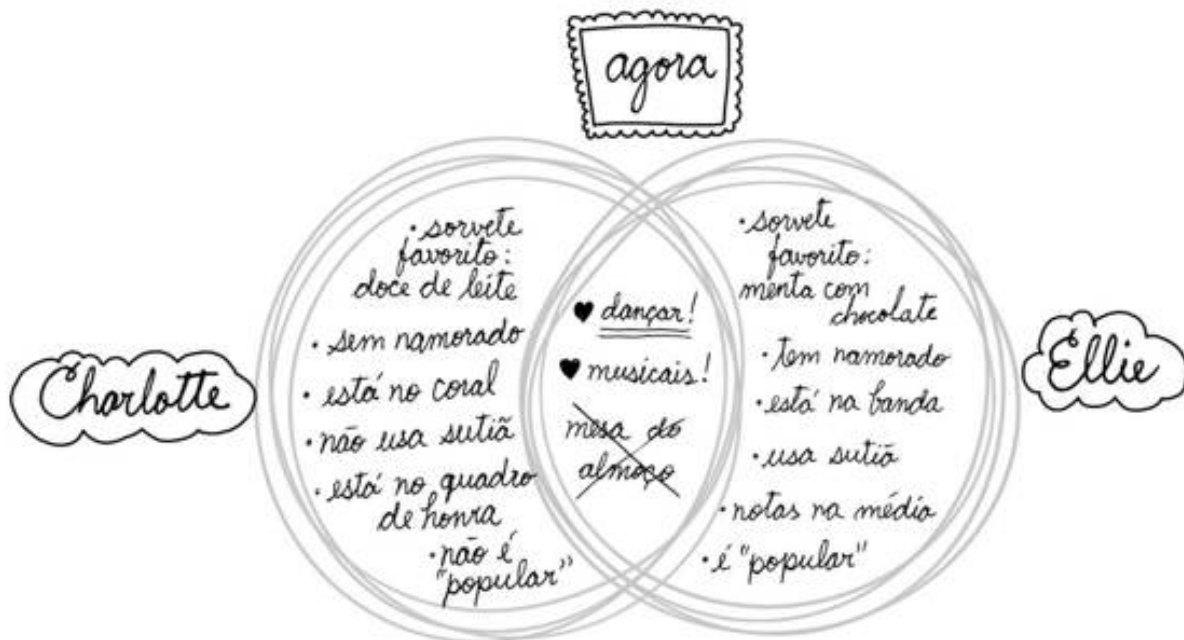 agora
Charlotte
• sorvete
favorito:
doce de leite
• sem namorado
• está no coral
• não usa sutiã
• está no quadro
de honra
• não é
"popular"
♥ dançar!
♥ musicais!
mesa do
almoço
• sorvete
favorito:
menta com
chocolate
• tem namorado
• está na banda
• usa sutiã
• notas na média
• é "popular"
Ellie